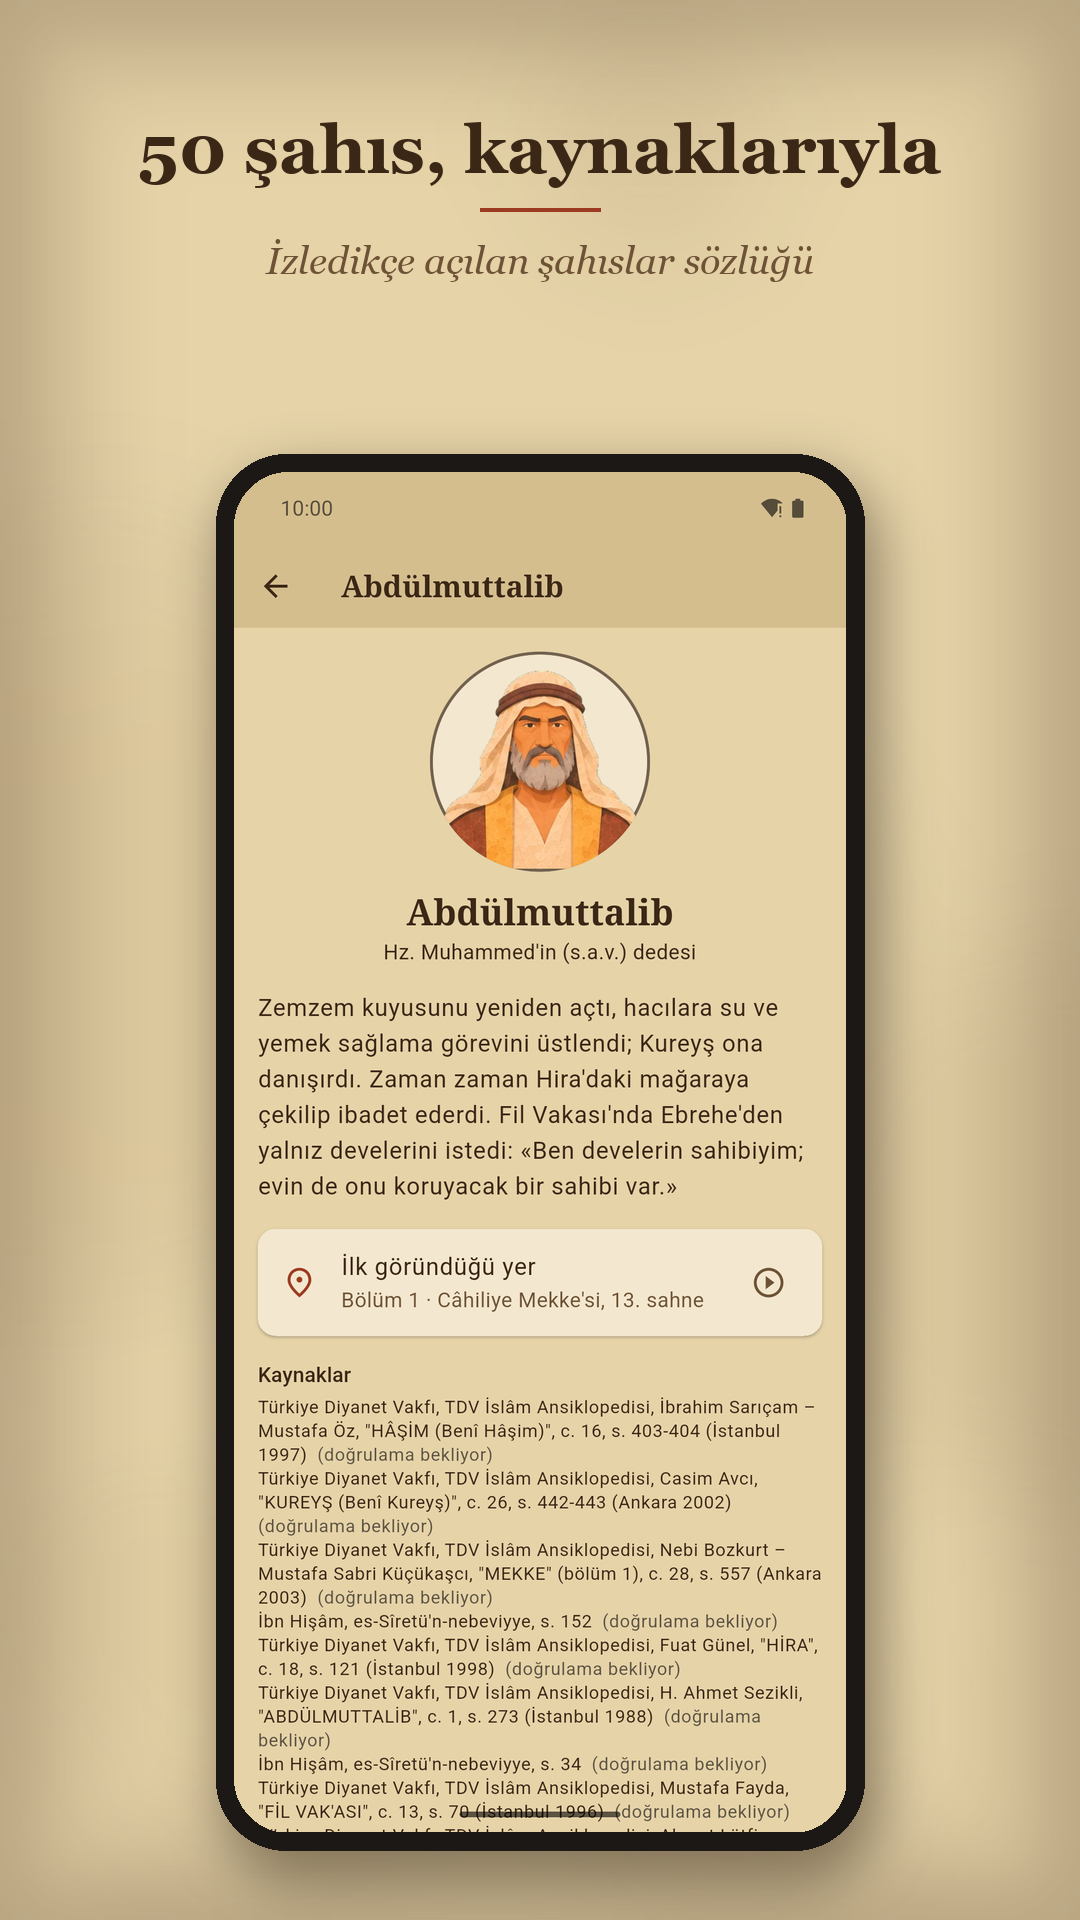 50 şahıs, kaynaklarıyla
İzledikçe açılan şahıslar sözlüğü
10:00
Abdülmuttalib
Abdülmuttalib
Hz. Muhammed'in (s.a.v.) dedesi
Zemzem kuyusunu yeniden açtı, hacılara su ve
yemek sağlama görevini üstlendi; Kureyş ona
danışırdı. Zaman zaman Hira'daki mağaraya
çekilip ibadet ederdi. Fil Vakası'nda Ebrehe'den
yalnız develerini istedi: «Ben develerin sahibiyim;
evin de onu koruyacak bir sahibi var.»
İlk göründüğü yer
Bölüm 1 · Câhiliye Mekke'si, 13. sahne
Kaynaklar
Türkiye Diyanet Vakfı, TDV İslâm Ansiklopedisi, İbrahim Sarıçam –
Mustafa Öz, "HÂŞİM (Benî Hâşim)", c. 16, s. 403-404 (İstanbul
1997) (doğrulama bekliyor)
Türkiye Diyanet Vakfı, TDV İslâm Ansiklopedisi, Casim Avcı,
"KUREYŞ (Benî Kureyş)", c. 26, s. 442-443 (Ankara 2002)
(doğrulama bekliyor)
Türkiye Diyanet Vakfı, TDV İslâm Ansiklopedisi, Nebi Bozkurt –
Mustafa Sabri Küçükaşcı, "MEKKE" (bölüm 1), c. 28, s. 557 (Ankara
2003) (doğrulama bekliyor)
İbn Hişâm, es-Sîretü'n-nebeviyye, s. 152 (doğrulama bekliyor)
Türkiye Diyanet Vakfı, TDV İslâm Ansiklopedisi, Fuat Günel, "HİRA",
c. 18, s. 121 (İstanbul 1998) (doğrulama bekliyor)
Türkiye Diyanet Vakfı, TDV İslâm Ansiklopedisi, H. Ahmet Sezikli,
"ABDÜLMUTTALİB", c. 1, s. 273 (İstanbul 1988) (doğrulama
bekliyor)
İbn Hişâm, es-Sîretü'n-nebeviyye, s. 34 (doğrulama bekliyor)
Türkiye Diyanet Vakfı, TDV İslâm Ansiklopedisi, Mustafa Fayda,
"FİL VAK'ASI", c. 13, s. 70 (İstanbul 1996) (doğrulama bekliyor)